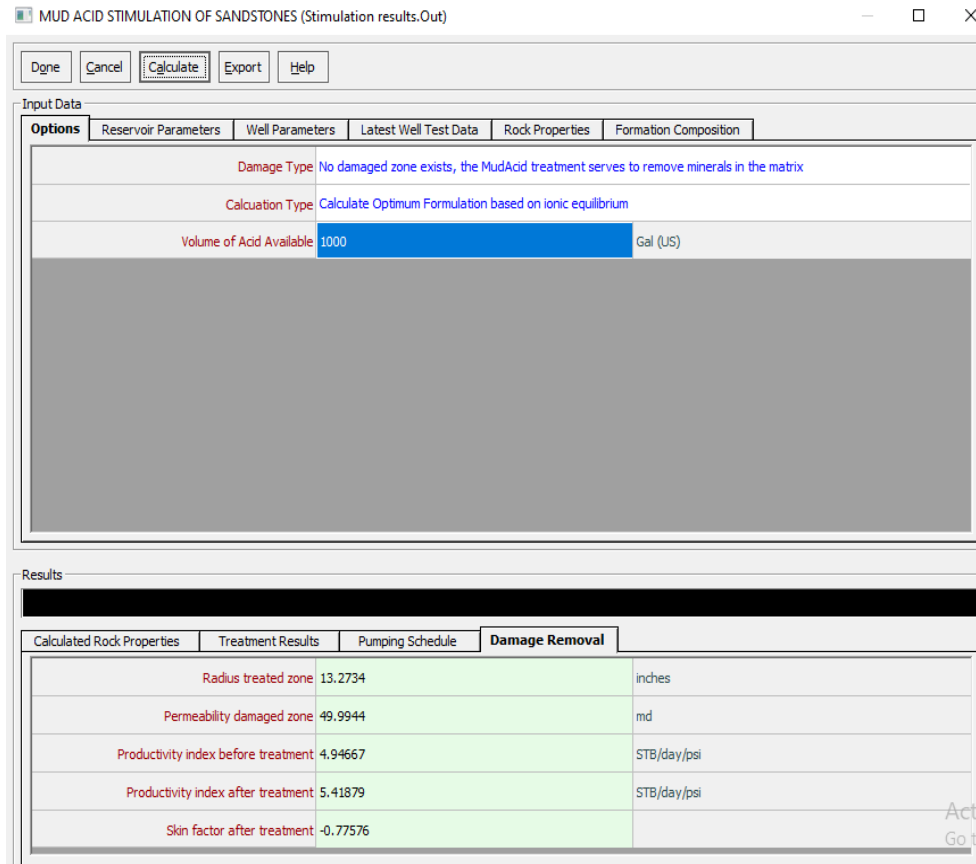 MUD ACID STIMULATION OF SANDSTONES (Stimulation results.Out)
Done Cancel Calculate Export Help
Input Data
Options Reservoir Parameters Well Parameters Latest Well Test Data Rock Properties Formation Composition
Damage Type No damaged zone exists, the MudAcid treatment serves to remove minerals in the matrix
Calcuation Type Calculate Optimum Formulation based on ionic equilibrium
Volume of Acid Available 1000 Gal (US)
Results
Calculated Rock Properties Treatment Results Pumping Schedule Damage Removal
Radius treated zone 13.2734 inches
Permeability damaged zone 49.9944 md
Productivity index before treatment 4.94667 STB/day/psi
Productivity index after treatment 5.41879 STB/day/psi
Skin factor after treatment -0.77576